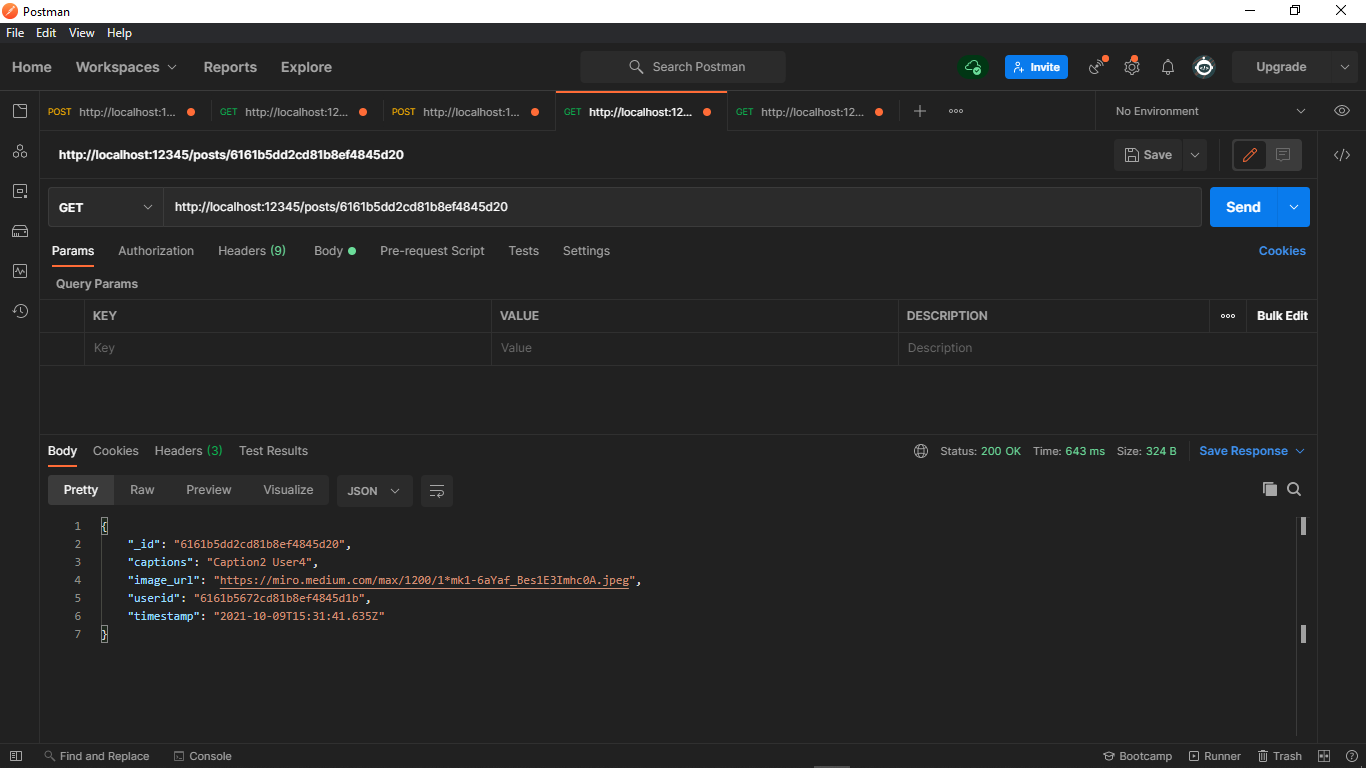 Postman
File Edit View Help
Home Workspaces Reports Explore Search Postman Invite Upgrade
POST http://localhost:1... GET http://localhost:12... POST http://localhost:1... GET http://localhost:12... GET http://localhost:12... No Environment
http://localhost:12345/posts/6161b5dd2cd81b8ef4845d20 Save
GET http://localhost:12345/posts/6161b5dd2cd81b8ef4845d20 Send
Params Authorization Headers (9) Body Pre-request Script Tests Settings Cookies
Query Params
KEY VALUE DESCRIPTION Bulk Edit
Key Value Description
Body Cookies Headers (3) Test Results Status: 200 OK Time: 643 ms Size: 324 B Save Response
Pretty Raw Preview Visualize JSON
1 {
2 "_id": "6161b5dd2cd81b8ef4845d20",
3 "captions": "Caption2 User4",
4 "image_url": "https://miro.medium.com/max/1200/1*mk1-6aYaf_Bes1E3Imhc0A.jpeg",
5 "userid": "6161b5672cd81b8ef4845d1b",
6 "timestamp": "2021-10-09T15:31:41.635Z"
7 }
Find and Replace Console Bootcamp Runner Trash